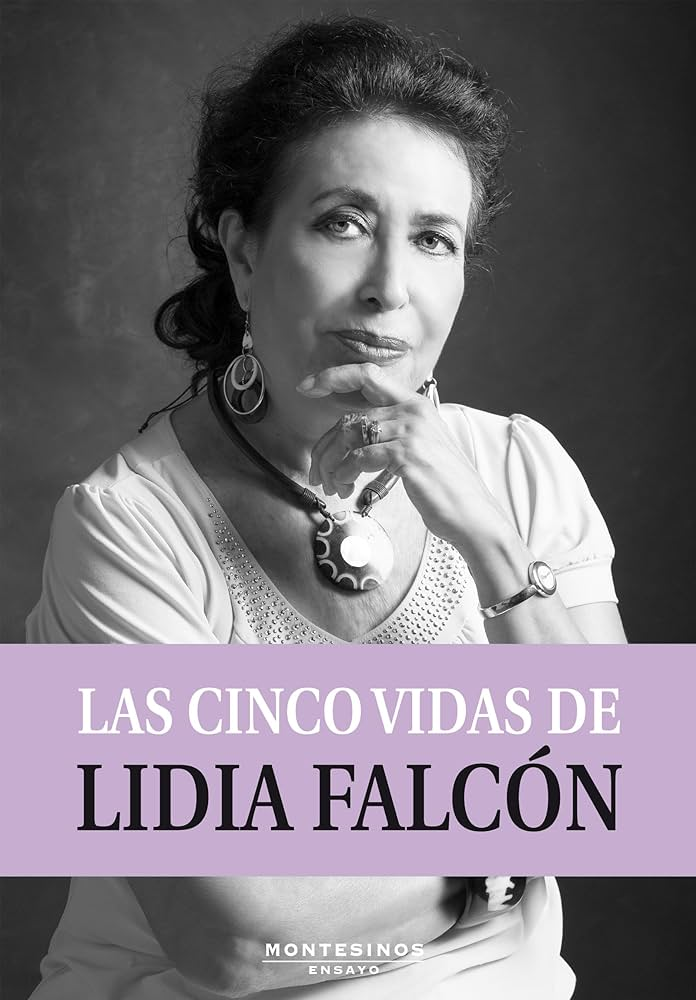 LAS CINCO VIDAS DE
LIDIA FALCÓN
MONTESINOS
ENSAYO